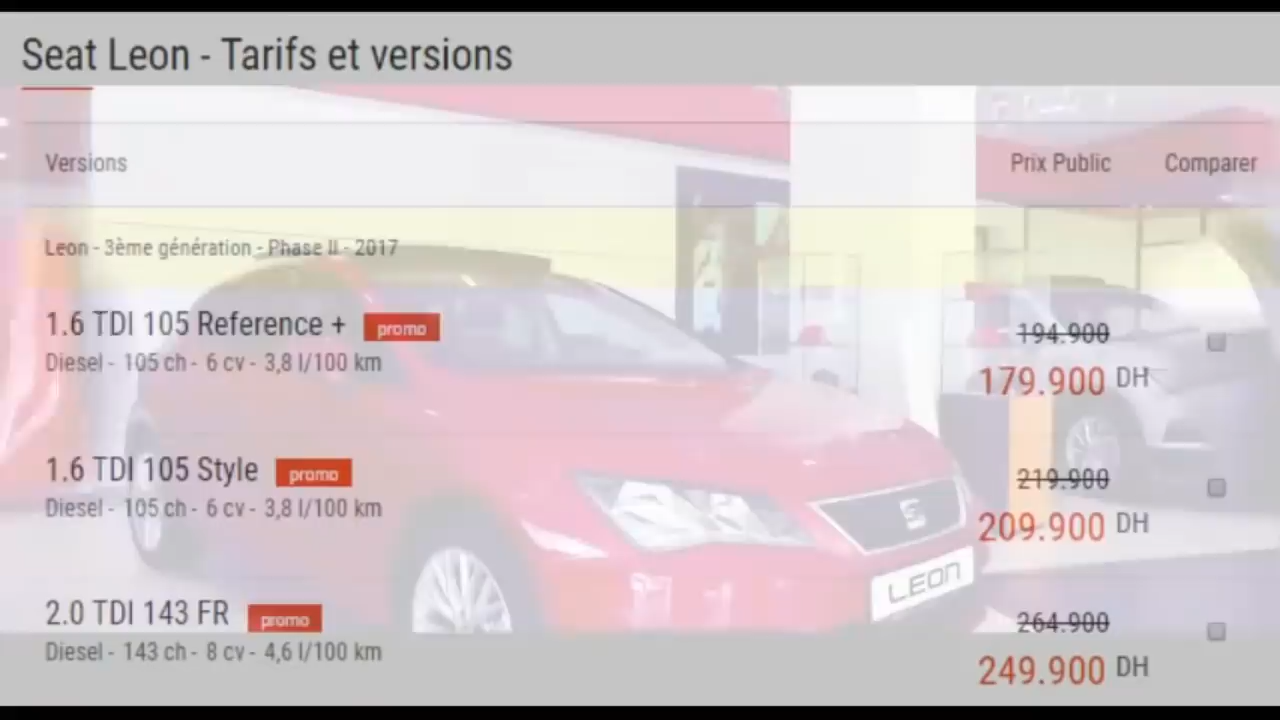 Seat Leon - Tarifs et versions
Versions Prix Public Comparer
Leon - 3ème génération - Phase II - 2017
1.6 TDI 105 Reference + promo 194.900
Diesel - 105 ch - 6 cv - 3,8 l/100 km 179.900 DH
1.6 TDI 105 Style promo 219.900
Diesel - 105 ch - 6 cv - 3,8 l/100 km 209.900 DH
LEON
2.0 TDI 143 FR promo 264.900
Diesel - 143 ch - 8 cv - 4,6 l/100 km 249.900 DH